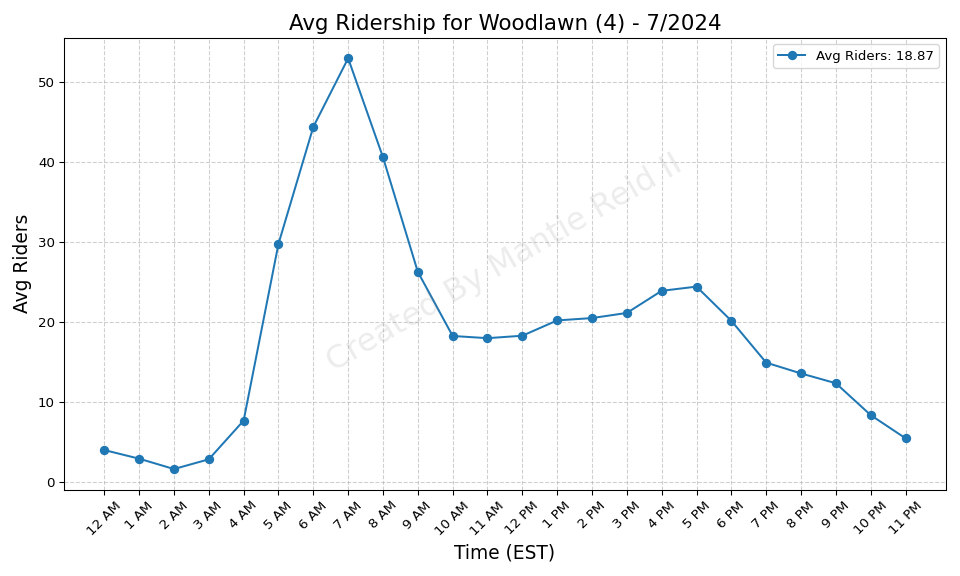 Avg Ridership for Woodlawn (4) - 7/2024
Avg Riders: 18.87
Avg Riders
50
40
30
20
10
0
Created By Mantle Reid II
12 AM
1 AM
2 AM
3 AM
4 AM
5 AM
6 AM
7 AM
8 AM
9 AM
10 AM
11 AM
12 PM
1 PM
2 PM
3 PM
4 PM
5 PM
6 PM
7 PM
8 PM
9 PM
10 PM
11 PM
Time (EST)